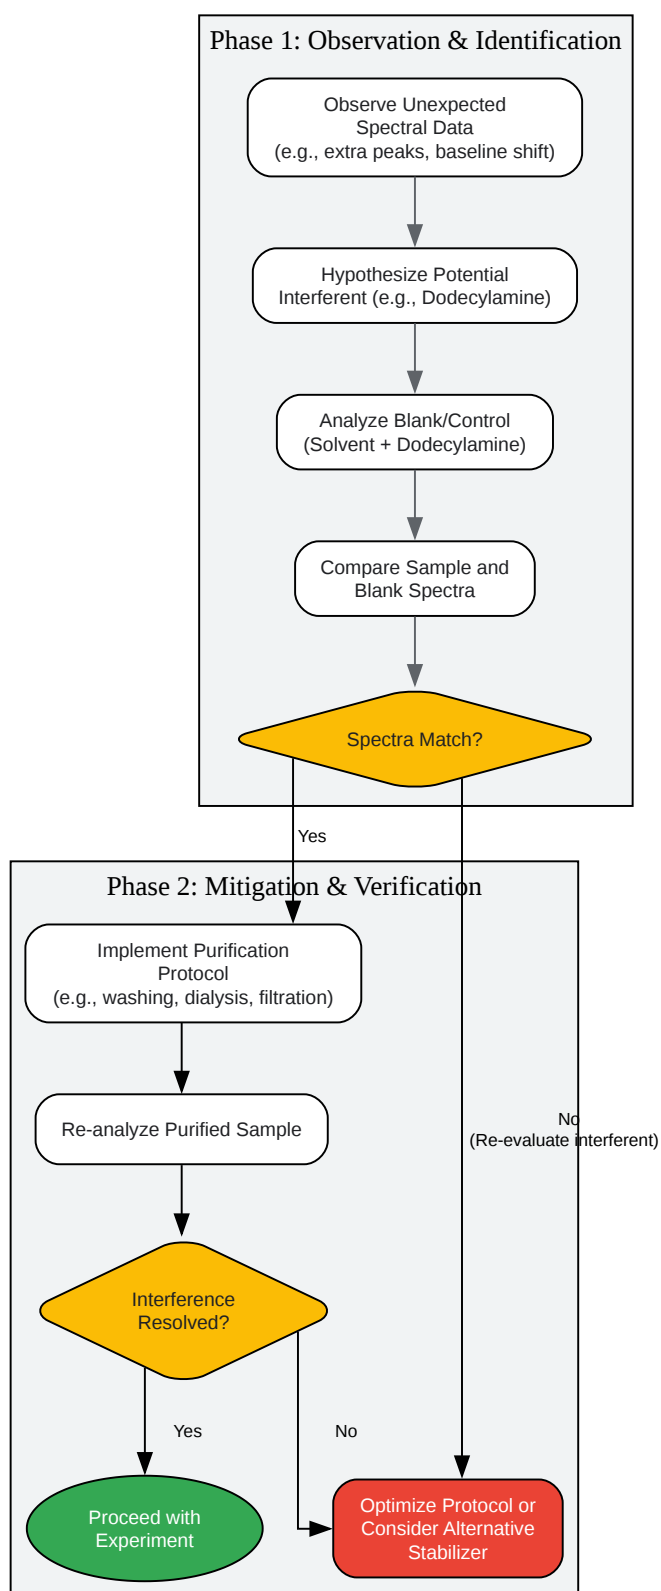 Phase 1: Observation & Identification
Observe Unexpected
Spectral Data
(e.g., extra peaks, baseline shift)
Hypothesize Potential
Interferent (e.g., Dodecylamine)
Analyze Blank/Control
(Solvent + Dodecylamine)
Compare Sample and
Blank Spectra
Spectra Match?
Yes
Phase 2: Mitigation & Verification
Implement Purification
Protocol
(e.g., washing, dialysis, filtration)
Re-analyze Purified Sample
No
(Re-evaluate interferent)
Interference
Resolved?
Yes
No
Proceed with
Experiment
Optimize Protocol or
Consider Alternative
Stabilizer